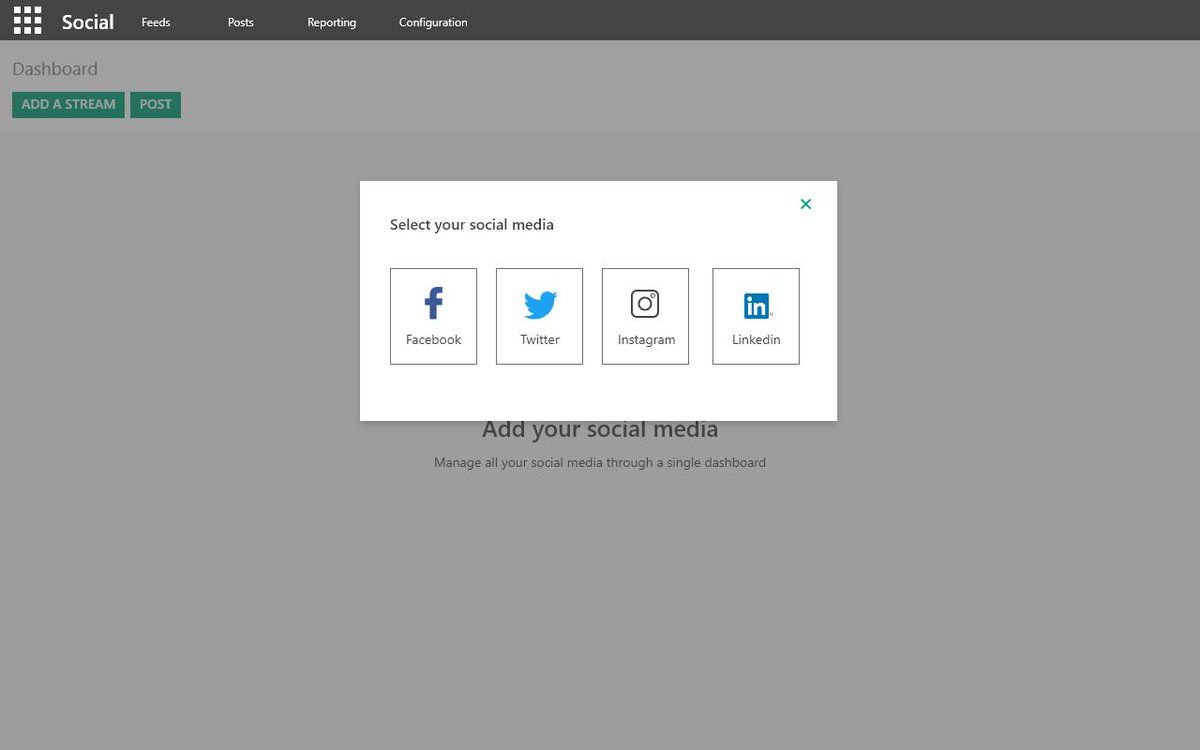 Social Feeds Posts Reporting Configuration
Dashboard
ADD A STREAM POST
Select your social media
Facebook Twitter Instagram Linkedin
Add your social media
Manage all your social media through a single dashboard